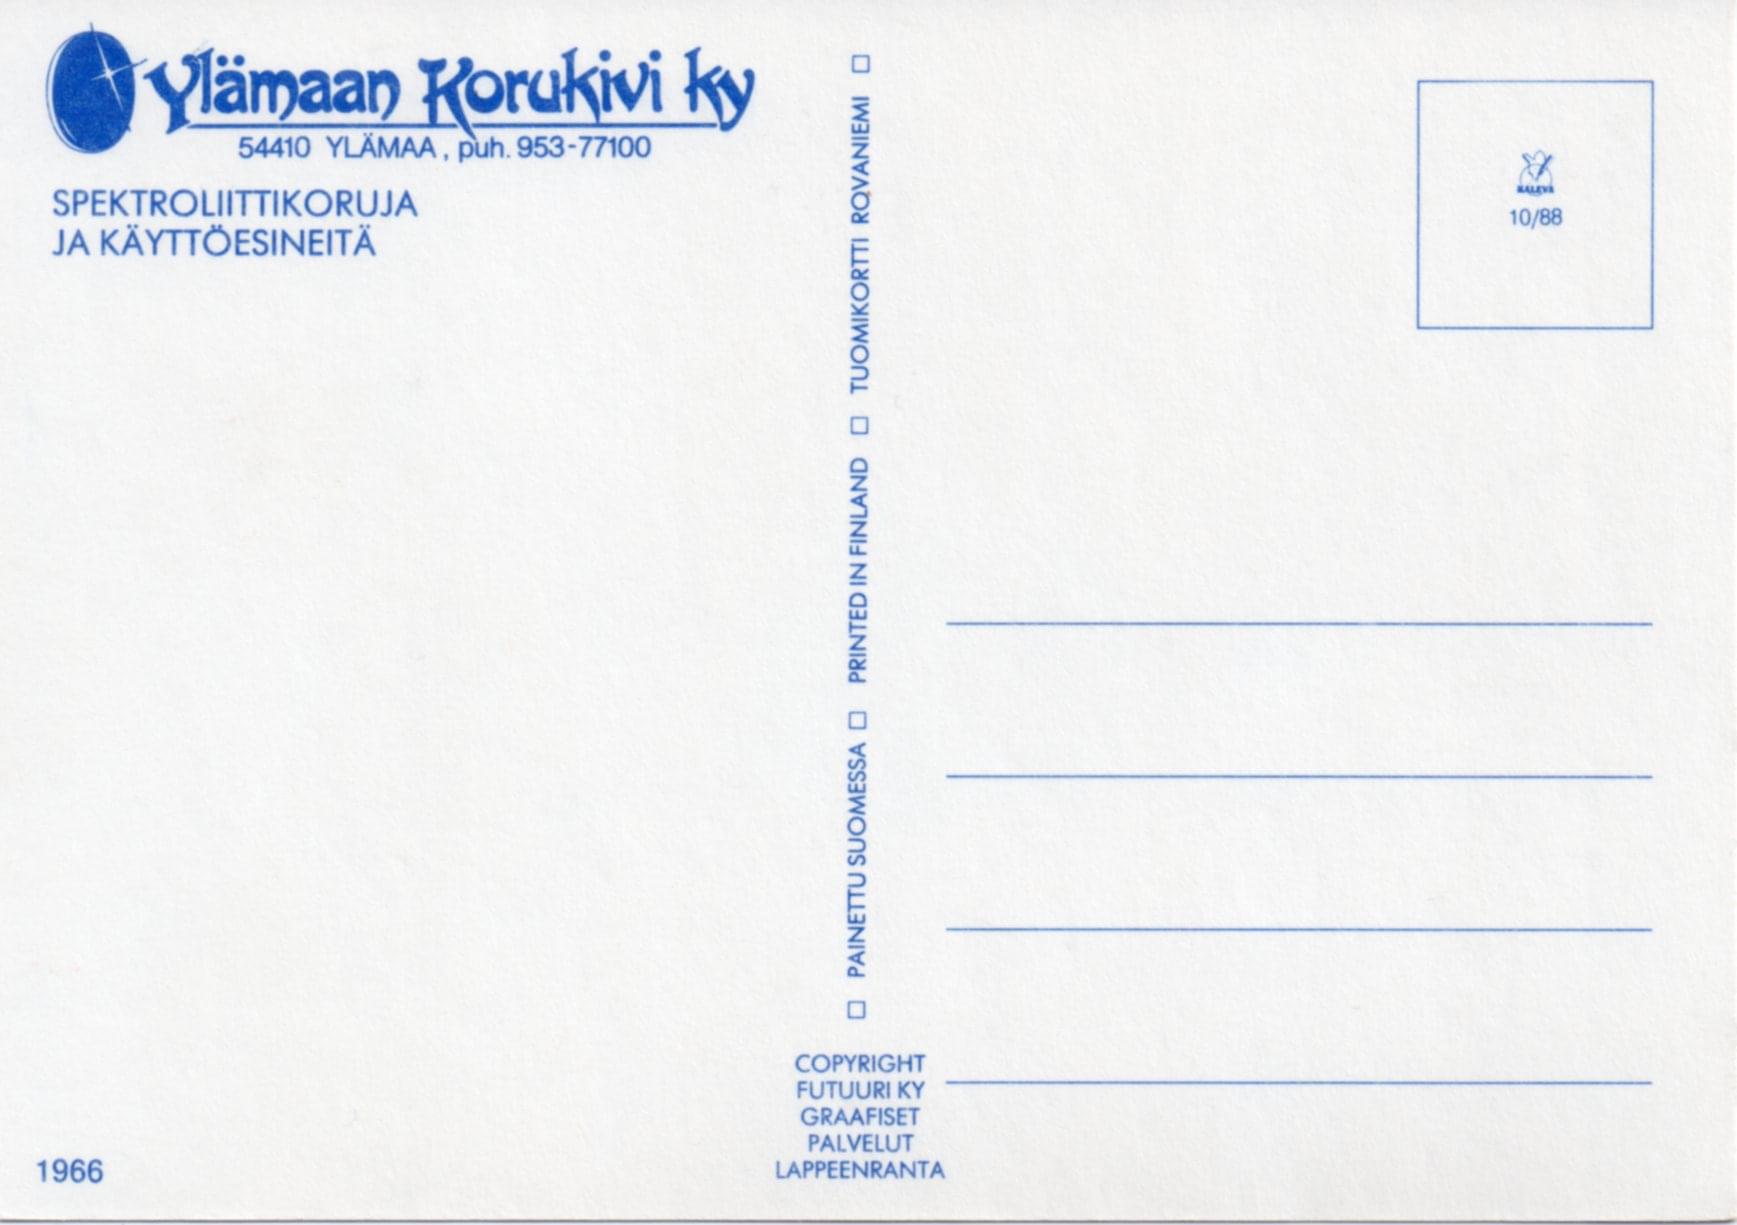 Ylämaan Korukivi ky
54410 YLÄMAA, puh. 953-77100
SPEKTROLIITTIKORUJA
JA KÄYTTÖESINEITÄ
1966
□ PAINETTU SUOMESSA □ PRINTED IN FINLAND □ TUOMIKORTTI ROVANIEMI □
COPYRIGHT
FUTUURI KY
GRAAFISET
PALVELUT
LAPPEENRANTA
KALEVA
10/88